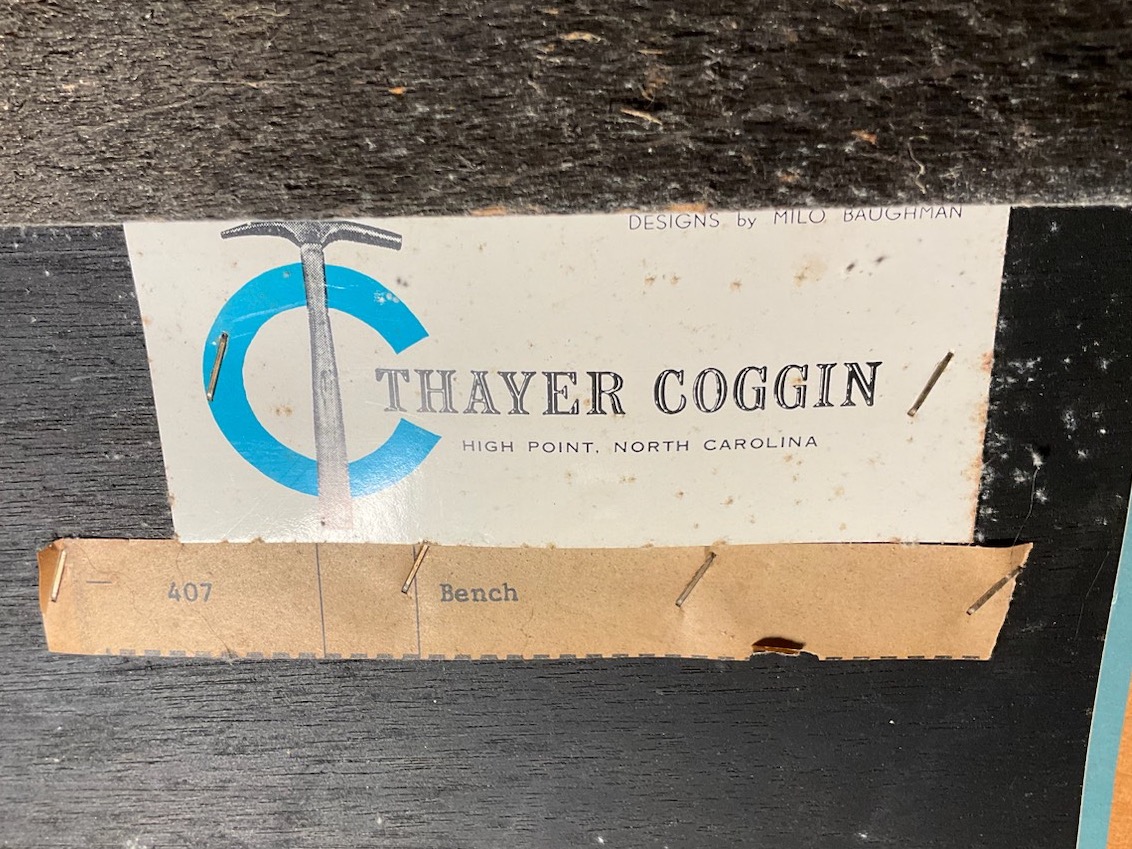 DESIGNS by MILO BAUGHMAN
THAYER COGGIN
HIGH POINT, NORTH CAROLINA
407 Bench